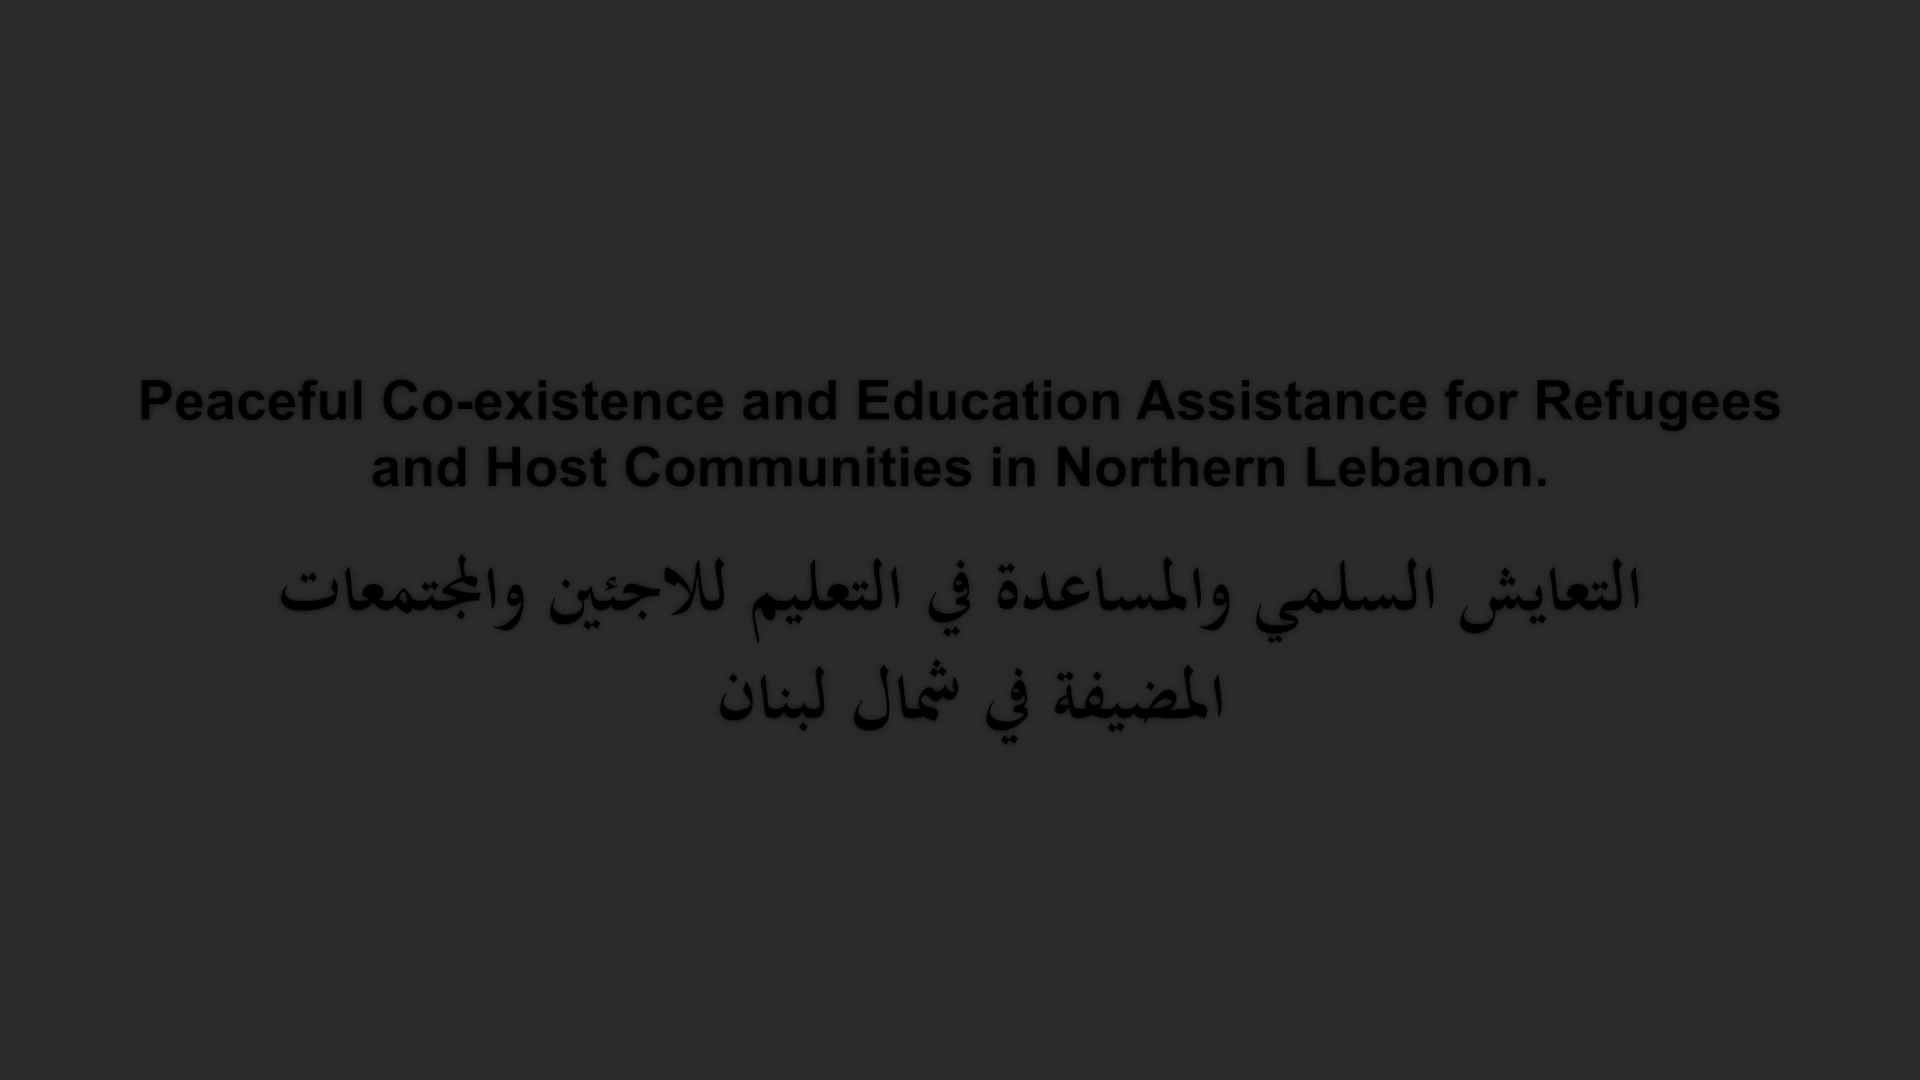 Peaceful Co-existence and Education Assistance for Refugees
and Host Communities in Northern Lebanon.
التعايش السلمي والمساعدة في التعليم للاجئين والمجتمعات
المضيفة في شمال لبنان